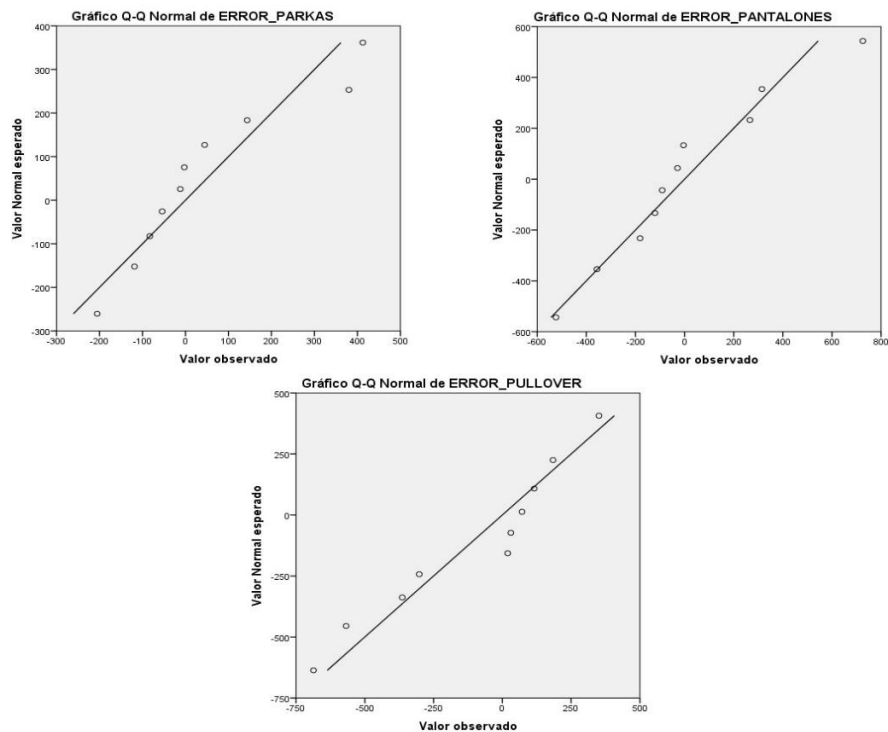 Gráfico Q-Q Normal de ERROR_PARKAS
400
300
200
100
0
-100
-200
-300
Valor Normal esperado
-300 -200 -100 0 100 200 300 400 500
Valor observado
Gráfico Q-Q Normal de ERROR_PANTALONES
600
400
200
0
-200
-400
-600
Valor Normal esperado
-600 -400 -200 0 200 400 600 800
Valor observado
Gráfico Q-Q Normal de ERROR_PULLOVER
500
250
0
-250
-500
-750
Valor Normal esperado
-750 -500 -250 0 250 500
Valor observado